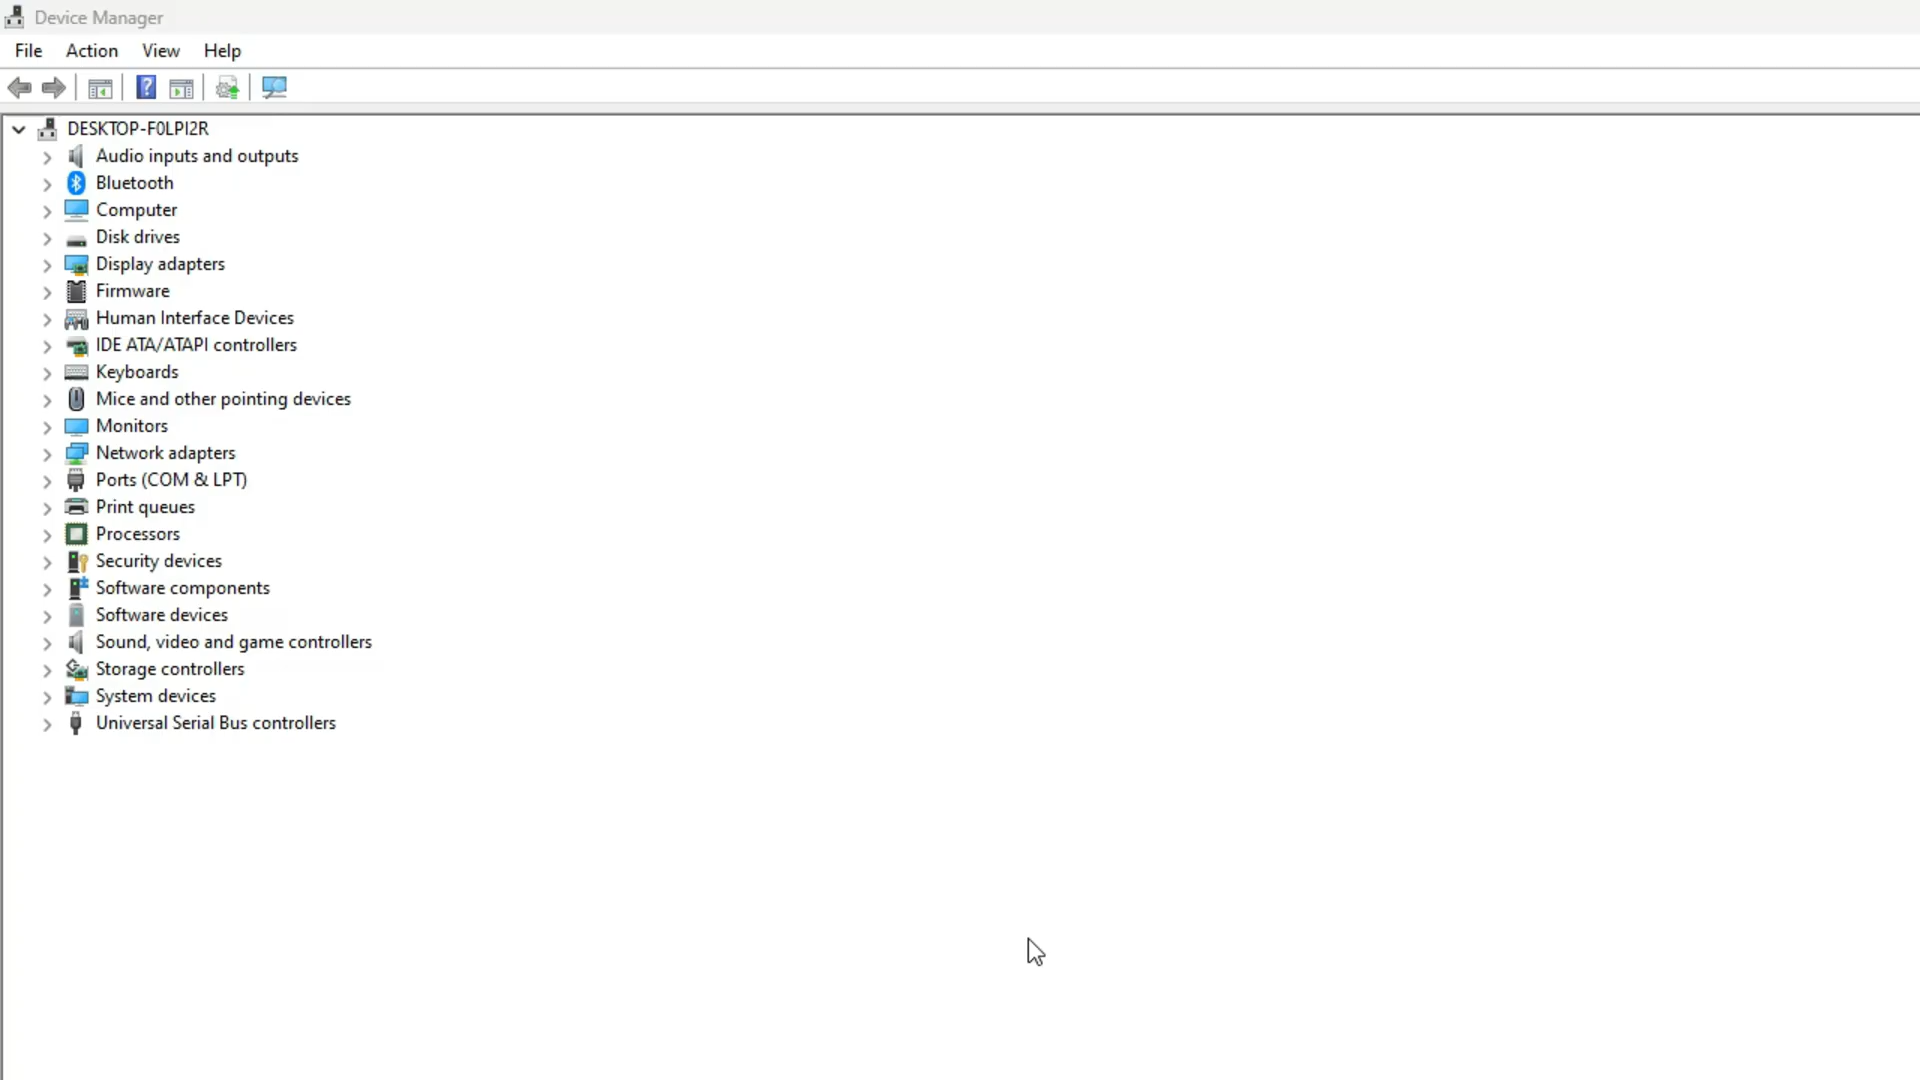 Device Manager
File Action View Help
?
DESKTOP-F0LPI2R
Audio inputs and outputs
Bluetooth
Computer
Disk drives
Display adapters
Firmware
Human Interface Devices
IDE ATA/ATAPI controllers
Keyboards
Mice and other pointing devices
Monitors
Network adapters
Ports (COM & LPT)
Print queues
Processors
Security devices
Software components
Software devices
Sound, video and game controllers
Storage controllers
System devices
Universal Serial Bus controllers